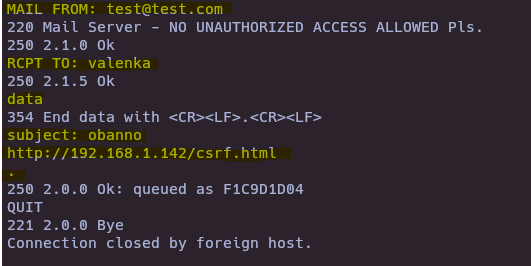 MAIL FROM: test@test.com
220 Mail Server - NO UNAUTHORIZED ACCESS ALLOWED Pls.
250 2.1.0 Ok
RCPT TO: valenka
250 2.1.5 Ok
data
354 End data with <CR><LF>.<CR><LF>
subject: obanno
http://192.168.1.142/csrf.html
.
250 2.0.0 Ok: queued as F1C9D1D04
QUIT
221 2.0.0 Bye
Connection closed by foreign host.